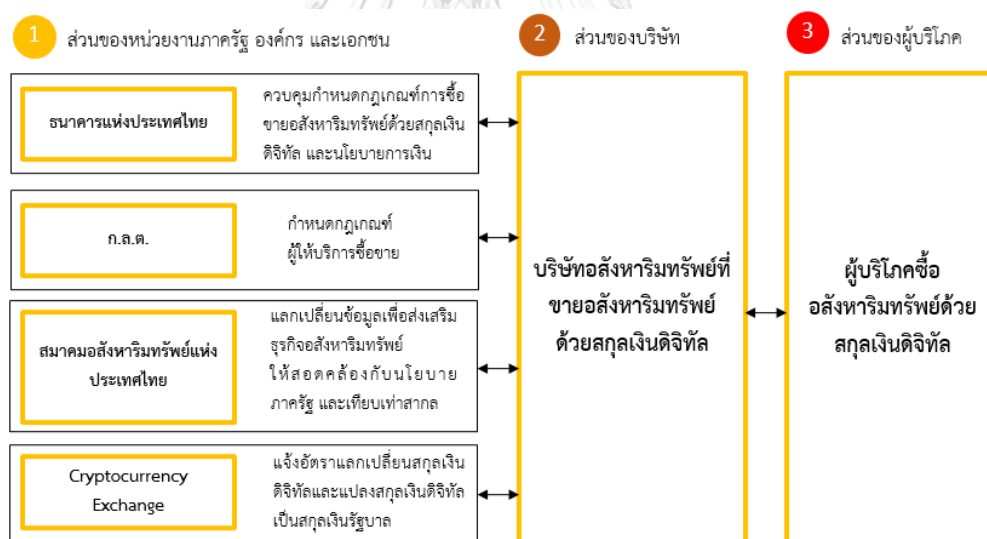 1 ส่วนของหน่วยงานภาครัฐ องค์กร และเอกชน
2 ส่วนของบริษัท
3 ส่วนของผู้บริโภค
ธนาคารแห่งประเทศไทย
ควบคุมกำหนดกฎเกณฑ์การซื้อ
ขายอสังหาริมทรัพย์ด้วยสกุลเงิน
ดิจิทัล และนโยบายการเงิน
ก.ล.ต.
กำหนดกฎเกณฑ์
ผู้ให้บริการซื้อขาย
สมาคมอสังหาริมทรัพย์แห่ง
ประเทศไทย
แลกเปลี่ยนข้อมูลเพื่อส่งเสริม
ธุรกิจอสังหาริมทรัพย์
ให้สอดคล้องกับนโยบาย
ภาครัฐ และเทียบเท่าสากล
Cryptocurrency
Exchange
แจ้งอัตราแลกเปลี่ยนสกุลเงิน
ดิจิทัลและแปลงสกุลเงินดิจิทัล
เป็นสกุลเงินรัฐบาล
บริษัทอสังหาริมทรัพย์ที่
ขายอสังหาริมทรัพย์
ด้วยสกุลเงินดิจิทัล
ผู้บริโภคซื้อ
อสังหาริมทรัพย์ด้วย
สกุลเงินดิจิทัล